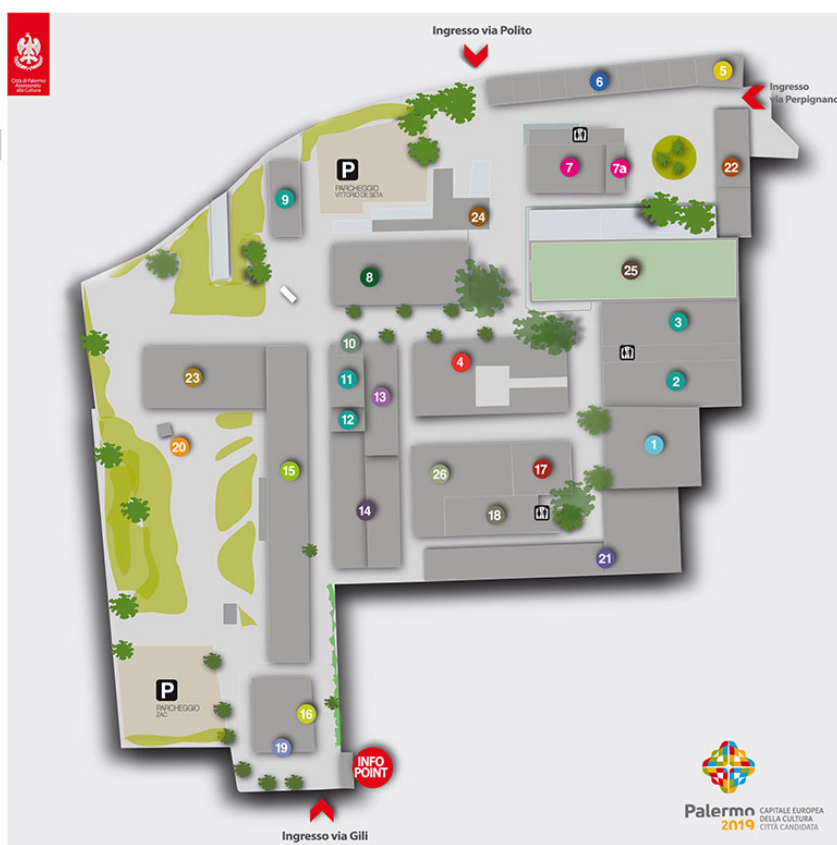 Città di Palermo
Assessorato
alla Cultura
Ingresso via Polito
Ingresso
via Perpignano
5
6
7
7a
22
P
PARCHEGGIO
VITTORIO DE SETA
9
24
25
8
3
10
4
2
11
23
13
12
20
1
15
26
17
14
18
21
P
PARCHEGGIO
ZAC
16
19
INFO
POINT
Ingresso via Gili
Palermo
2019
CAPITALE EUROPEA
DELLA CULTURA
CITTÀ CANDIDATA